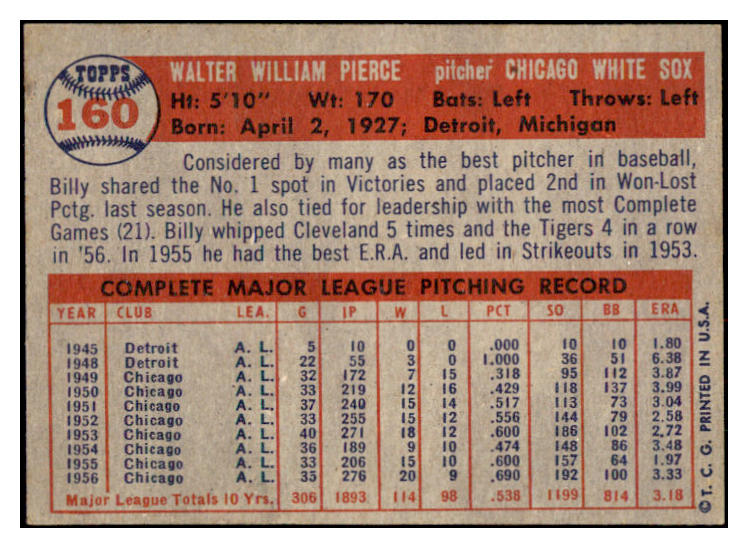 TOPPS
160
WALTER WILLIAM PIERCE pitcher CHICAGO WHITE SOX
Ht: 5'10" Wt: 170 Bats: Left Throws: Left
Born: April 2, 1927; Detroit, Michigan
Considered by many as the best pitcher in baseball,
Billy shared the No. 1 spot in Victories and placed 2nd in Won-Lost
Pctg. last season. He also tied for leadership with the most Complete
Games (21). Billy whipped Cleveland 5 times and the Tigers 4 in a row
in '56. In 1955 he had the best E.R.A. and led in Strikeouts in 1953.
COMPLETE MAJOR LEAGUE PITCHING RECORD
YEAR CLUB LEA. G IP W L PCT SO BB ERA
1945 Detroit A. L. 5 10 0 0 .000 10 10 1.80
1948 Detroit A. L. 22 55 3 0 1.000 36 51 6.38
1949 Chicago A. L. 32 172 7 15 .318 95 112 3.87
1950 Chicago A. L. 33 219 12 16 .429 118 137 3.99
1951 Chicago A. L. 37 240 15 14 .517 113 73 3.04
1952 Chicago A. L. 33 255 15 12 .556 144 79 2.58
1953 Chicago A. L. 40 271 18 12 .600 186 102 2.72
1954 Chicago A. L. 36 189 9 10 .474 148 86 3.48
1955 Chicago A. L. 33 206 15 10 .600 157 64 1.97
1956 Chicago A. L. 35 276 20 9 .690 192 100 3.33
Major League Totals 10 Yrs. 306 1893 114 98 .538 1199 814 3.18
© T. C. G. PRINTED IN U.S.A.